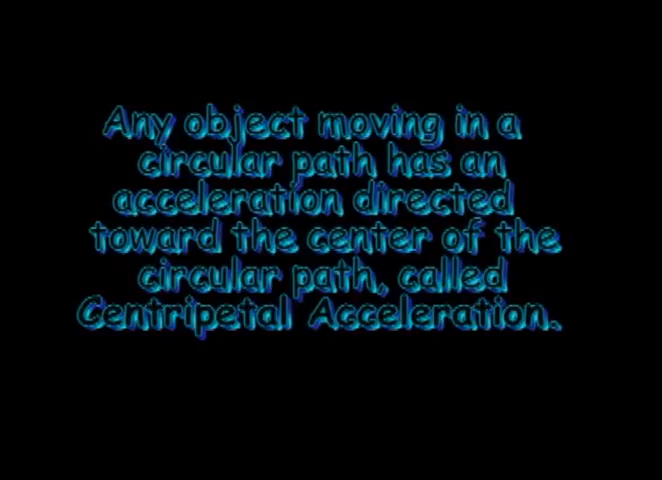 Any object moving in a
circular path has an
acceleration directed
toward the center of the
circular path, called
Centripetal Acceleration.